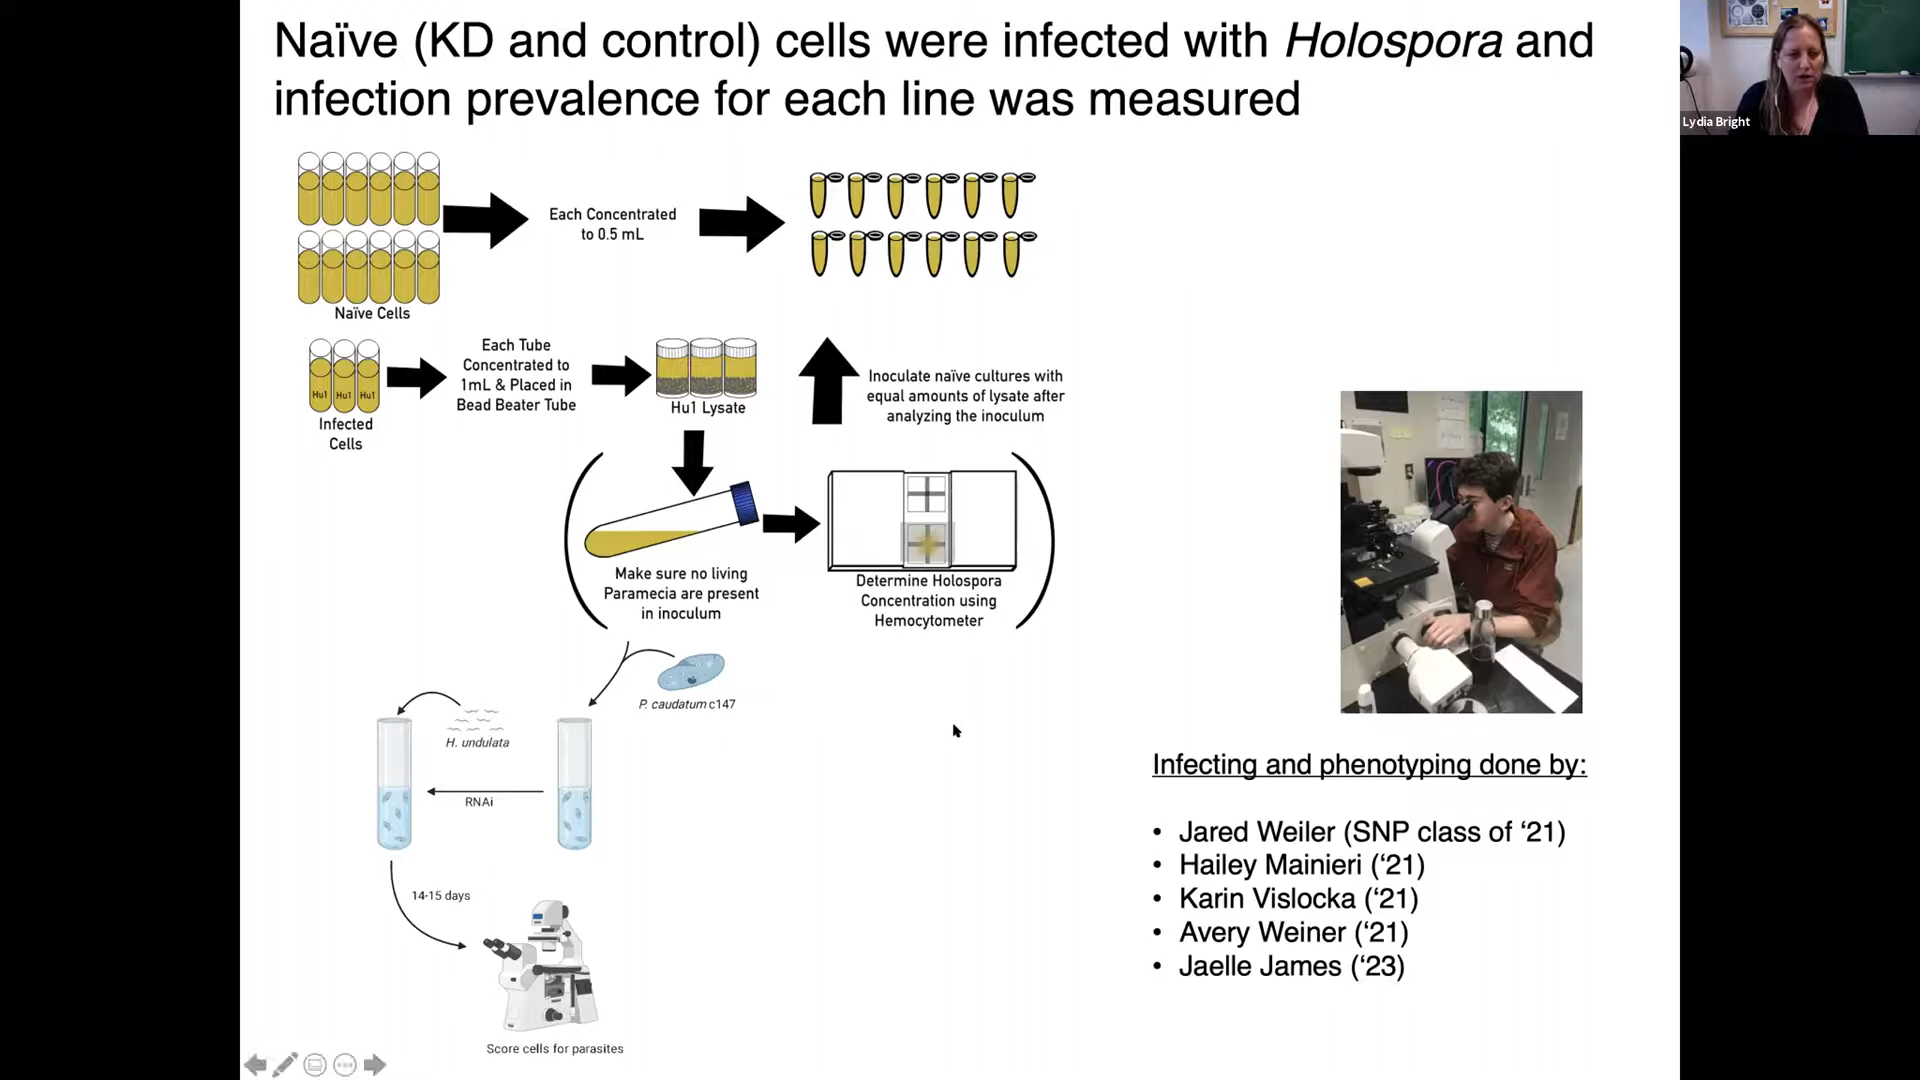 Naïve (KD and control) cells were infected with Holospora and
infection prevalence for each line was measured
Lydia Bright
Each Concentrated
to 0.5 mL
Naïve Cells
Each Tube
Concentrated to
1mL & Placed in
Bead Beater Tube
Hu1 Hu1 Hu1
Infected
Cells
Hu1 Lysate
Inoculate naïve cultures with
equal amounts of lysate after
analyzing the inoculum
Make sure no living
Paramecia are present
in inoculum
Determine Holospora
Concentration using
Hemocytometer
P. caudatum c147
H. undulata
RNAi
14-15 days
Score cells for parasites
Infecting and phenotyping done by:
• Jared Weiler (SNP class of ‘21)
• Hailey Mainieri (‘21)
• Karin Vislocka (‘21)
• Avery Weiner (‘21)
• Jaelle James (‘23)